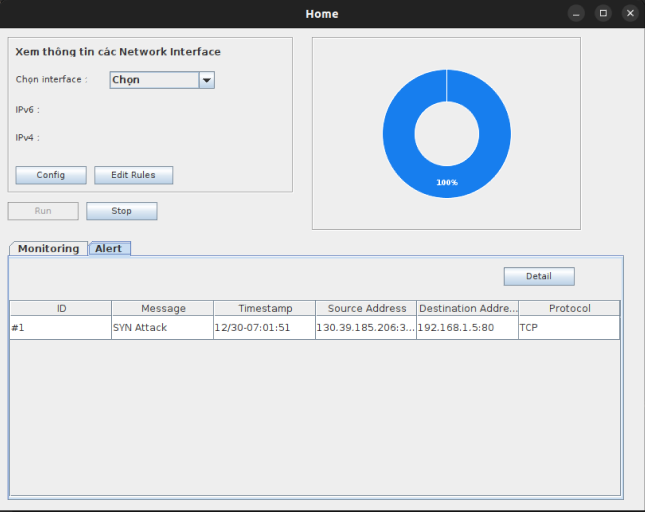 Home
Xem thông tin các Network Interface
Chọn interface :
Chọn
IPv6 :
IPv4 :
Config
Edit Rules
Run
Stop
100%
Monitoring
Alert
Detail
ID
Message
Timestamp
Source Address
Destination Addre...
Protocol
#1
SYN Attack
12/30-07:01:51
130.39.185.206:3...
192.168.1.5:80
TCP